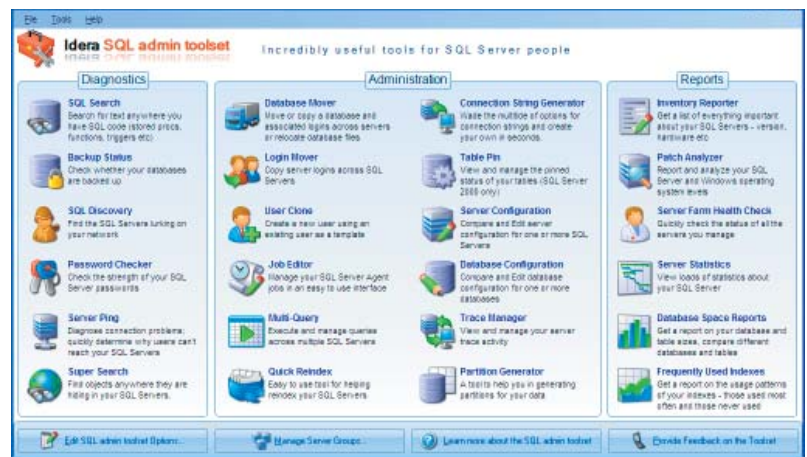 File Tools Help
Idera SQL admin toolset
Incredibly useful tools for SQL Server people
Diagnostics
SQL Search
Search for text anywhere you
have SQL code (stored procs,
functions, triggers etc)
Backup Status
Check whether your databases
are backed up
SQL Discovery
Find the SQL Servers lurking on
your network
Password Checker
Check the strength of your SQL
Server passwords
Server Ping
Diagnose connection problems;
quickly determine why users can't
reach your SQL Servers
Super Search
Find objects anywhere they are
hiding in your SQL Servers.
Administration
Database Mover
Move or copy a database and
associated logins across servers
or relocate database files
Login Mover
Copy server logins across SQL
Servers
User Clone
Create a new user using an
existing user as a template
Job Editor
Manage your SQL Server Agent
jobs in an easy to use interface
Multi-Query
Execute and manage queries
across multiple SQL Servers
Quick Reindex
Easy to use tool for helping
reindex your SQL Servers
Connection String Generator
Wade the multitide of options for
connection strings and create
your own in seconds.
Table Pin
View and manage the pinned
status of your tables (SQL Server
2000 only)
Server Configuration
Compare and Edit server
configuration for one or more SQL
Servers
Database Configuration
Compare and Edit database
configuration for one or more
databases
Trace Manager
View and manage your server
trace activity
Partition Generator
A tool to help you in generating
partitions for your data
Reports
Inventory Reporter
Get a list of everything important
about your SQL Servers - version,
hardware etc
Patch Analyzer
Report and analyze your SQL
Server and Windows operating
system levels
Server Farm Health Check
Quickly check the status of all the
servers you manage
Server Statistics
View loads of statistics about
your SQL Server
Database Space Reports
Get a report on your database and
table sizes, compare different
databases and tables
Frequently Used Indexes
Get a report on the usage patterns
of your indexes - those used most
often and those never used
Edit SQL admin toolset Options...
Manage Server Groups...
Learn more about the SQL admin toolset
Provide Feedback on the Toolset